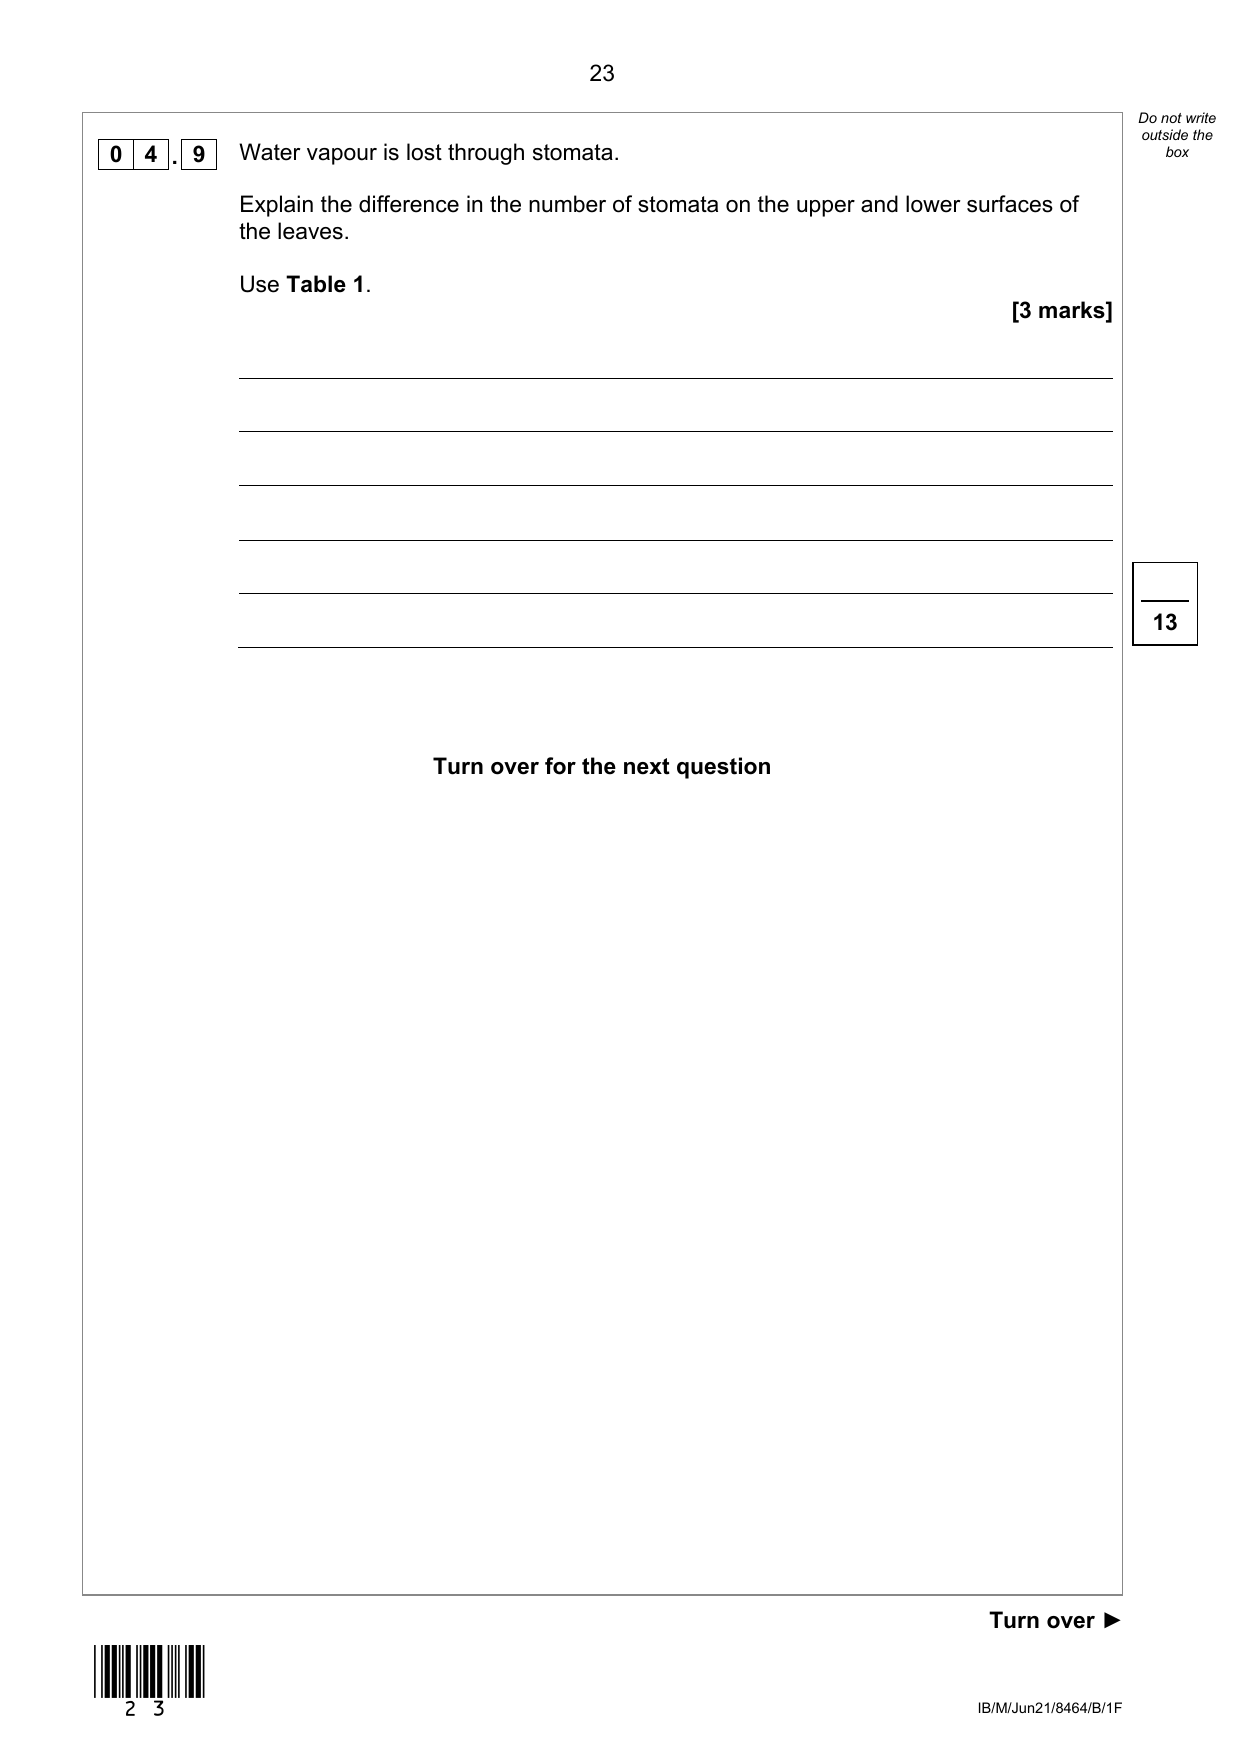 23
Do not write
outside the
box
0 4 . 9 Water vapour is lost through stomata.
Explain the difference in the number of stomata on the upper and lower surfaces of
the leaves.
Use Table 1.
[3 marks]
13
Turn over for the next question
Turn over ►
2 3
IB/M/Jun21/8464/B/1F